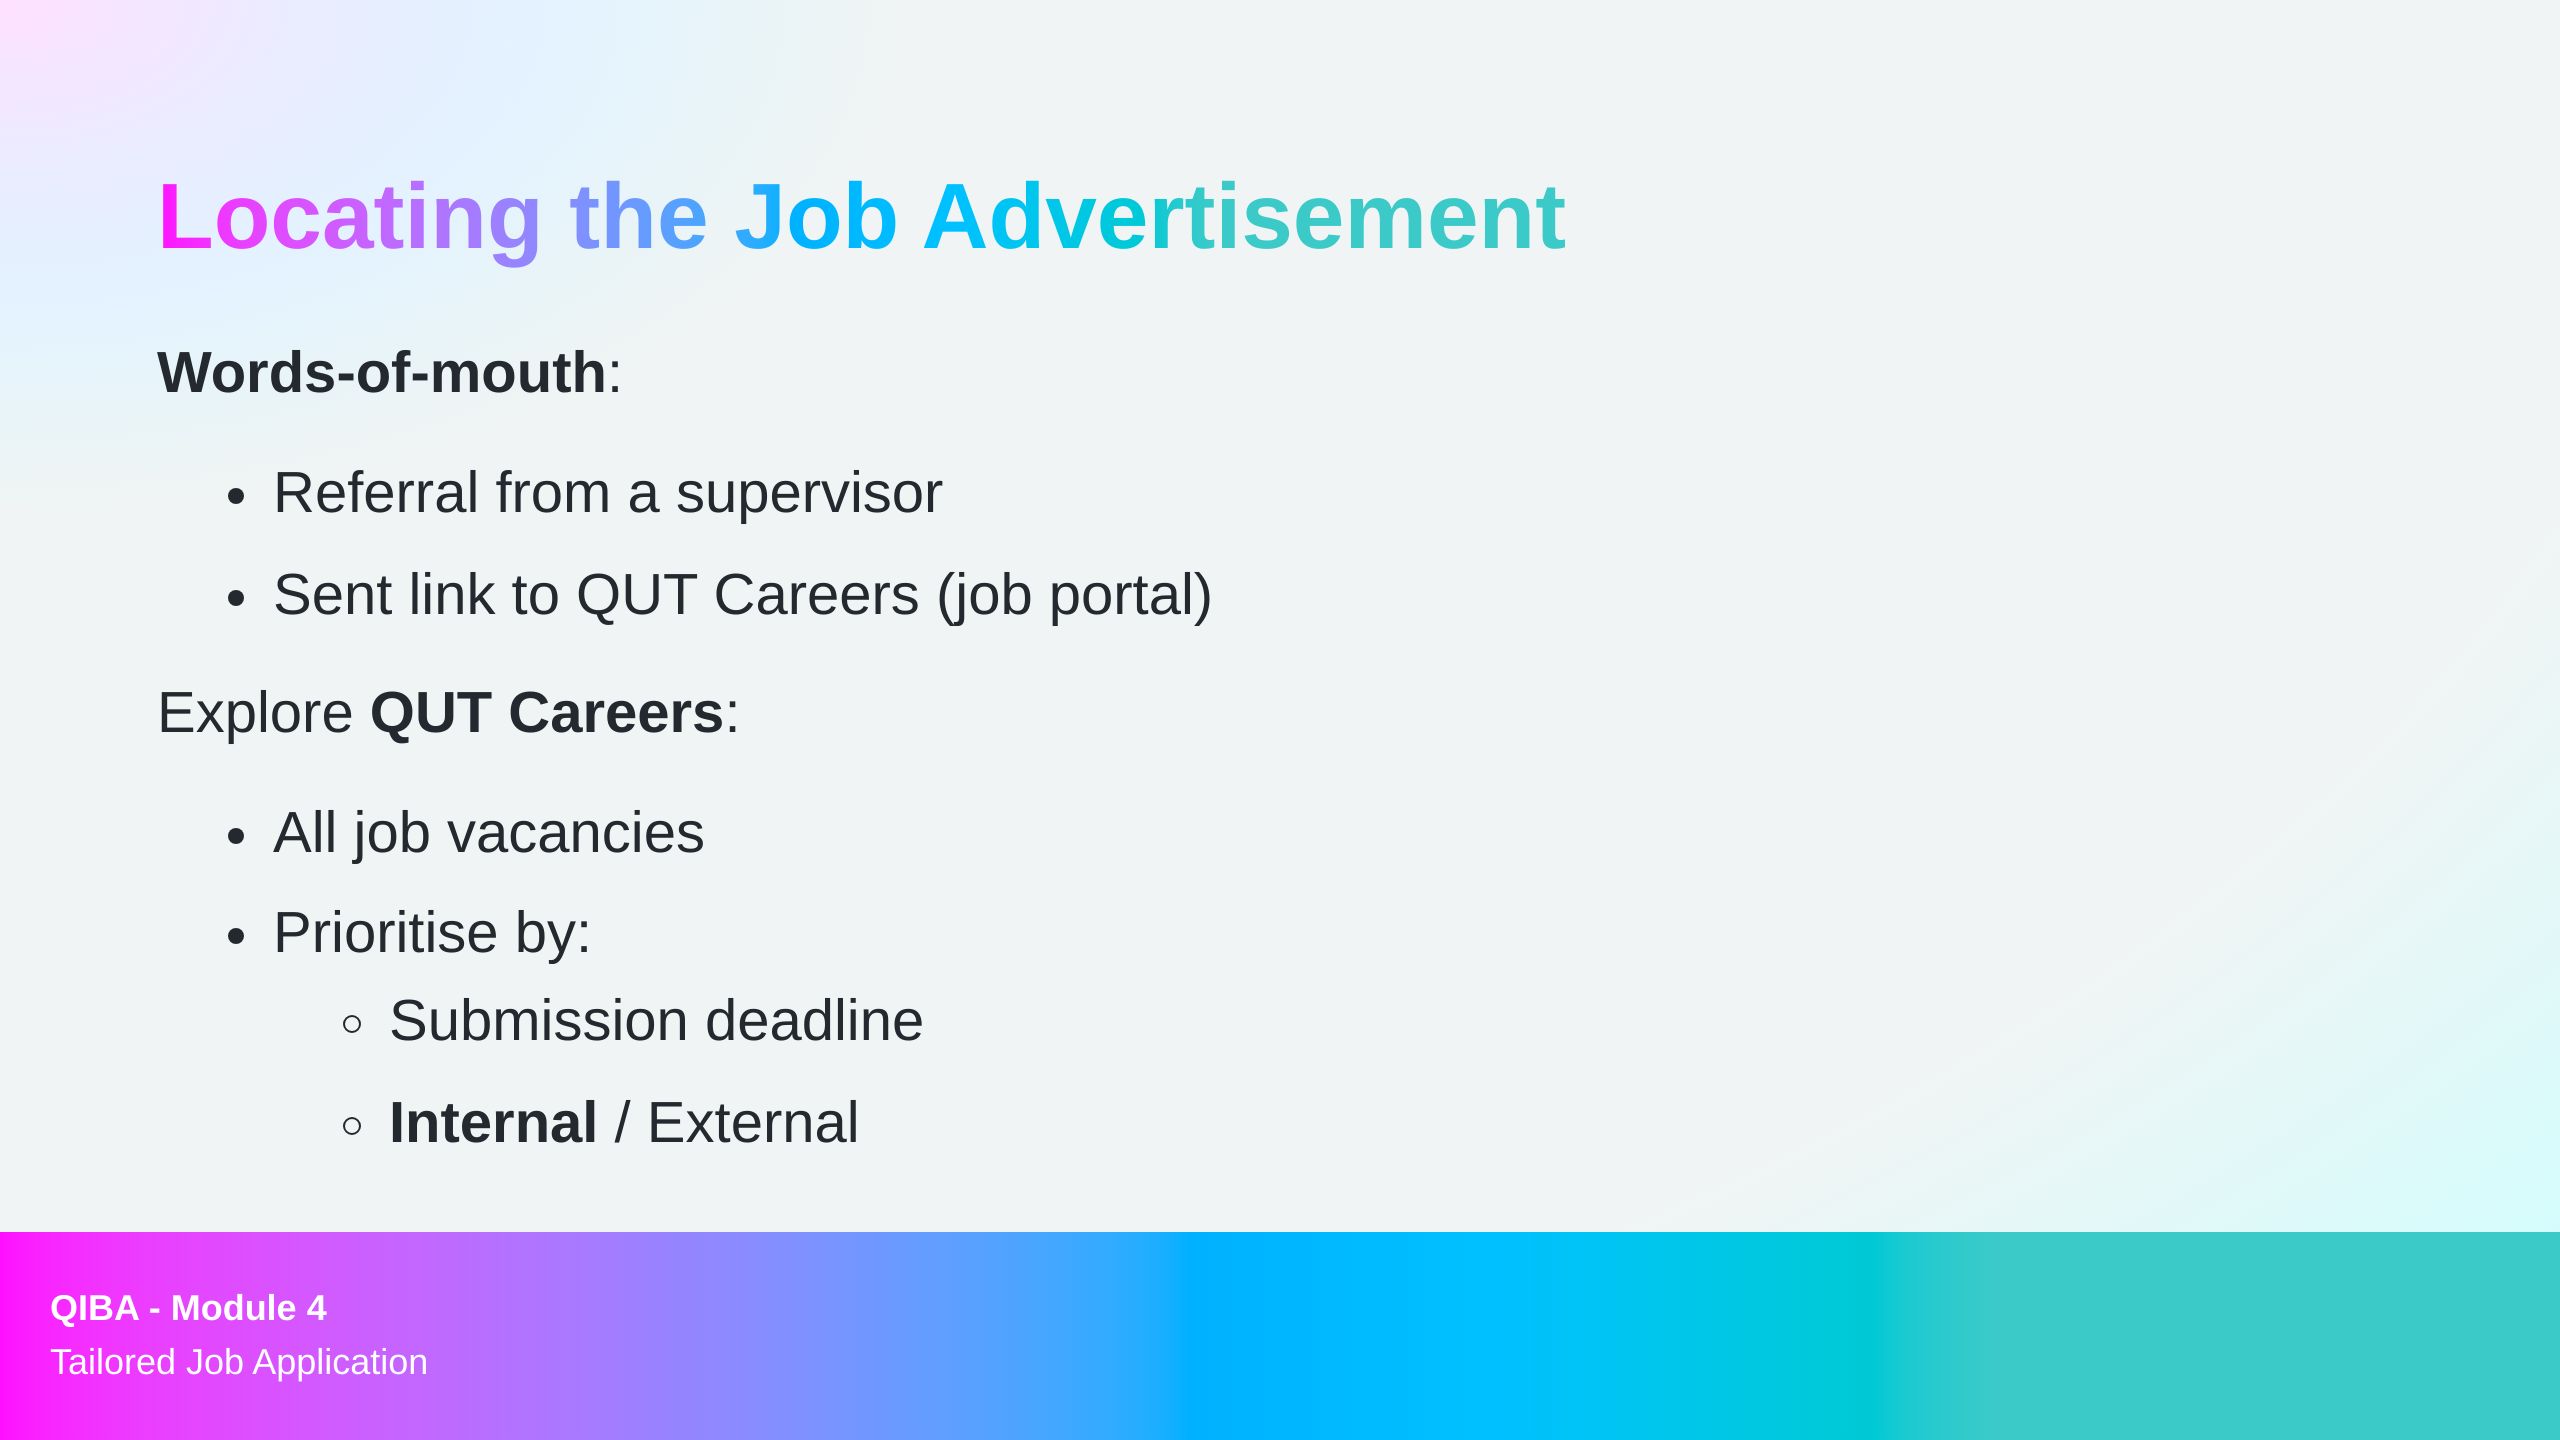 Locating the Job Advertisement
Words-of-mouth:
Referral from a supervisor
Sent link to QUT Careers (job portal)
Explore QUT Careers:
All job vacancies
Prioritise by:
Submission deadline
Internal / External
QIBA - Module 4
Tailored Job Application